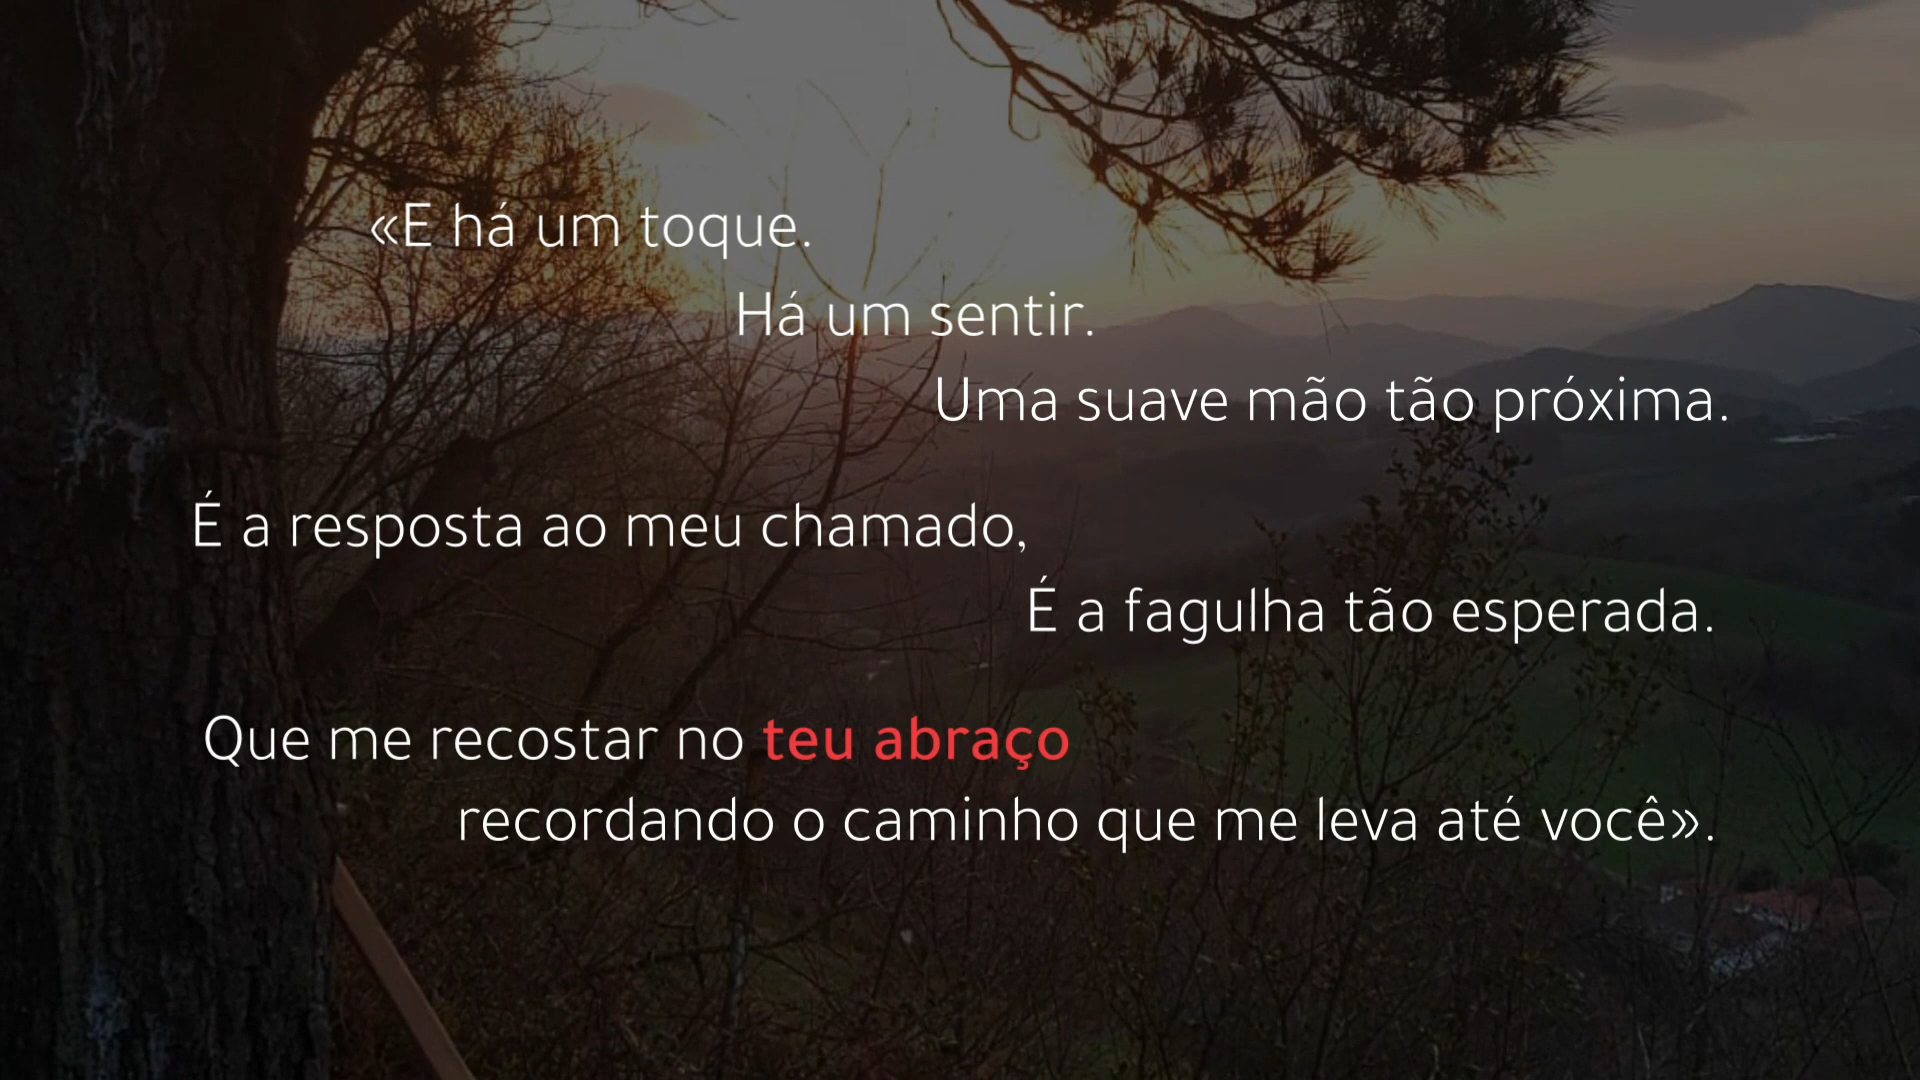 «E há um toque.
Há um sentir.
Uma suave mão tão próxima.
É a resposta ao meu chamado,
É a fagulha tão esperada.
Que me recostar no teu abraço
recordando o caminho que me leva até você».